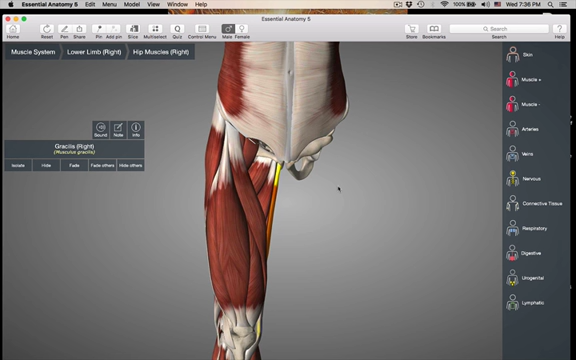 Essential Anatomy 5 File Edit Menu Model Window Help 100% Wed 7:36 PM
Essential Anatomy 5
Home Reset Pen Share Pin Add pin Slice Multiselect Quiz Control Menu Male Female Store Bookmarks Search Search Help
Muscle System Lower Limb (Right) Hip Muscles (Right)
Skin
Muscle +
Muscle -
Arteries
Veins
Nervous
Connective Tissue
Respiratory
Digestive
Urogenital
Lymphatic
Sound Note Info
Gracilis (Right)
(Musculus gracilis)
Isolate Hide Fade Fade others Hide others